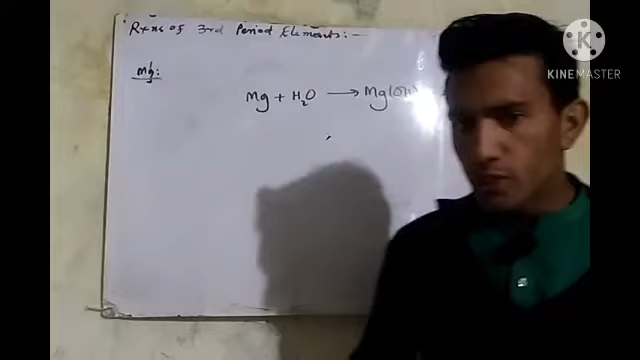 Rxns of 3rd Period Elements:-
Mg:
Mg + H₂O ⟶ Mg(OH)
KINEMASTER